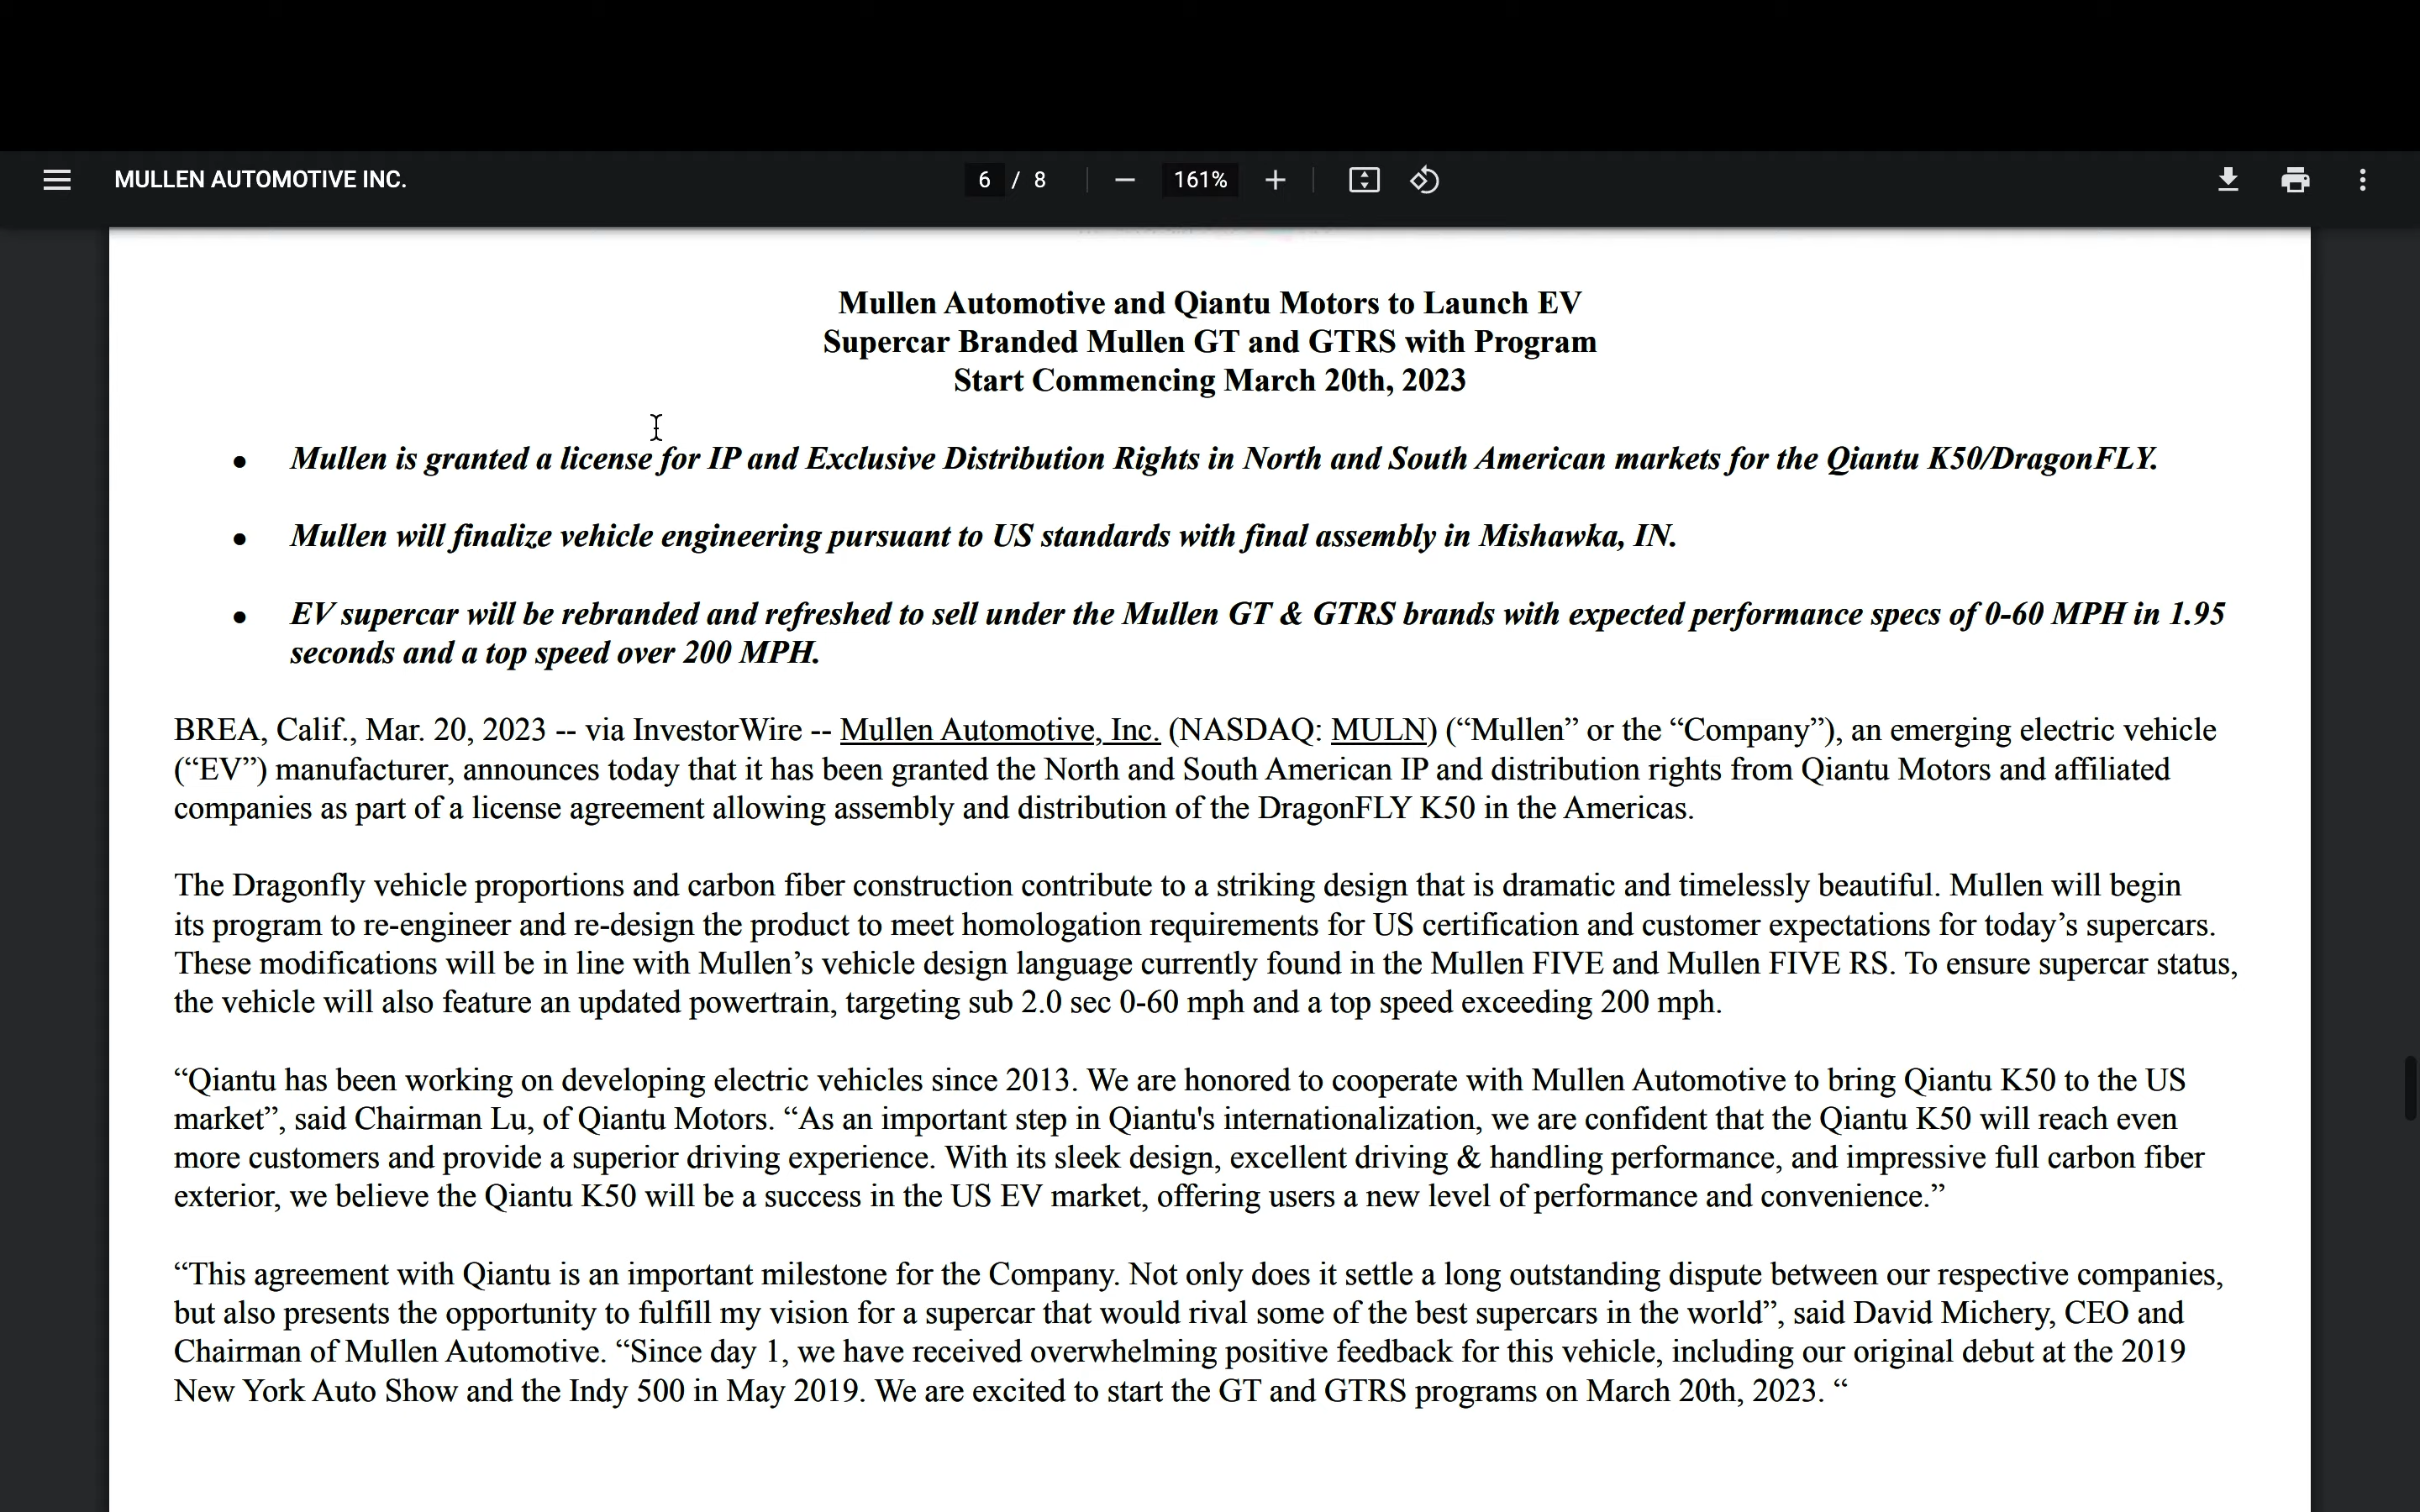 MULLEN AUTOMOTIVE INC.
6 / 8
161%
Mullen Automotive and Qiantu Motors to Launch EV
Supercar Branded Mullen GT and GTRS with Program
Start Commencing March 20th, 2023
● Mullen is granted a license for IP and Exclusive Distribution Rights in North and South American markets for the Qiantu K50/DragonFLY.
● Mullen will finalize vehicle engineering pursuant to US standards with final assembly in Mishawka, IN.
● EV supercar will be rebranded and refreshed to sell under the Mullen GT & GTRS brands with expected performance specs of 0-60 MPH in 1.95
seconds and a top speed over 200 MPH.
BREA, Calif., Mar. 20, 2023 -- via InvestorWire -- Mullen Automotive, Inc. (NASDAQ: MULN) (“Mullen” or the “Company”), an emerging electric vehicle
(“EV”) manufacturer, announces today that it has been granted the North and South American IP and distribution rights from Qiantu Motors and affiliated
companies as part of a license agreement allowing assembly and distribution of the DragonFLY K50 in the Americas.
The Dragonfly vehicle proportions and carbon fiber construction contribute to a striking design that is dramatic and timelessly beautiful. Mullen will begin
its program to re-engineer and re-design the product to meet homologation requirements for US certification and customer expectations for today’s supercars.
These modifications will be in line with Mullen’s vehicle design language currently found in the Mullen FIVE and Mullen FIVE RS. To ensure supercar status,
the vehicle will also feature an updated powertrain, targeting sub 2.0 sec 0-60 mph and a top speed exceeding 200 mph.
“Qiantu has been working on developing electric vehicles since 2013. We are honored to cooperate with Mullen Automotive to bring Qiantu K50 to the US
market”, said Chairman Lu, of Qiantu Motors. “As an important step in Qiantu's internationalization, we are confident that the Qiantu K50 will reach even
more customers and provide a superior driving experience. With its sleek design, excellent driving & handling performance, and impressive full carbon fiber
exterior, we believe the Qiantu K50 will be a success in the US EV market, offering users a new level of performance and convenience.”
“This agreement with Qiantu is an important milestone for the Company. Not only does it settle a long outstanding dispute between our respective companies,
but also presents the opportunity to fulfill my vision for a supercar that would rival some of the best supercars in the world”, said David Michery, CEO and
Chairman of Mullen Automotive. “Since day 1, we have received overwhelming positive feedback for this vehicle, including our original debut at the 2019
New York Auto Show and the Indy 500 in May 2019. We are excited to start the GT and GTRS programs on March 20th, 2023. “